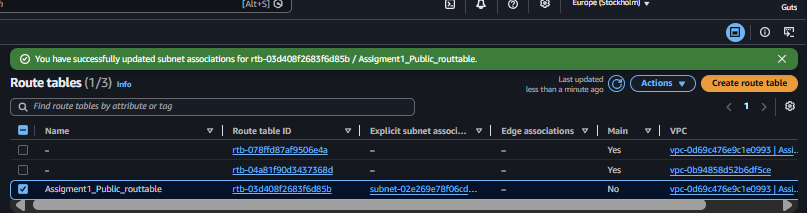 [Alt+S]
Europe (Stockholm)
Guts
You have successfully updated subnet associations for rtb-03d408f2683f6d85b / Assigment1_Public_routtable.
Route tables (1/3) Info
Last updated
less than a minute ago
Actions
Create route table
Find route tables by attribute or tag
1
Name Route table ID Explicit subnet associ... Edge associations Main VPC
– rtb-078ffd87af9506e4a – – Yes vpc-0d69c476e9c1e0993 | Assi...
– rtb-04a81f90d3437368d – – Yes vpc-0b94858d52b6df5ce
Assigment1_Public_routtable rtb-03d408f2683f6d85b subnet-02e269e78f06cd... – No vpc-0d69c476e9c1e0993 | Assi...